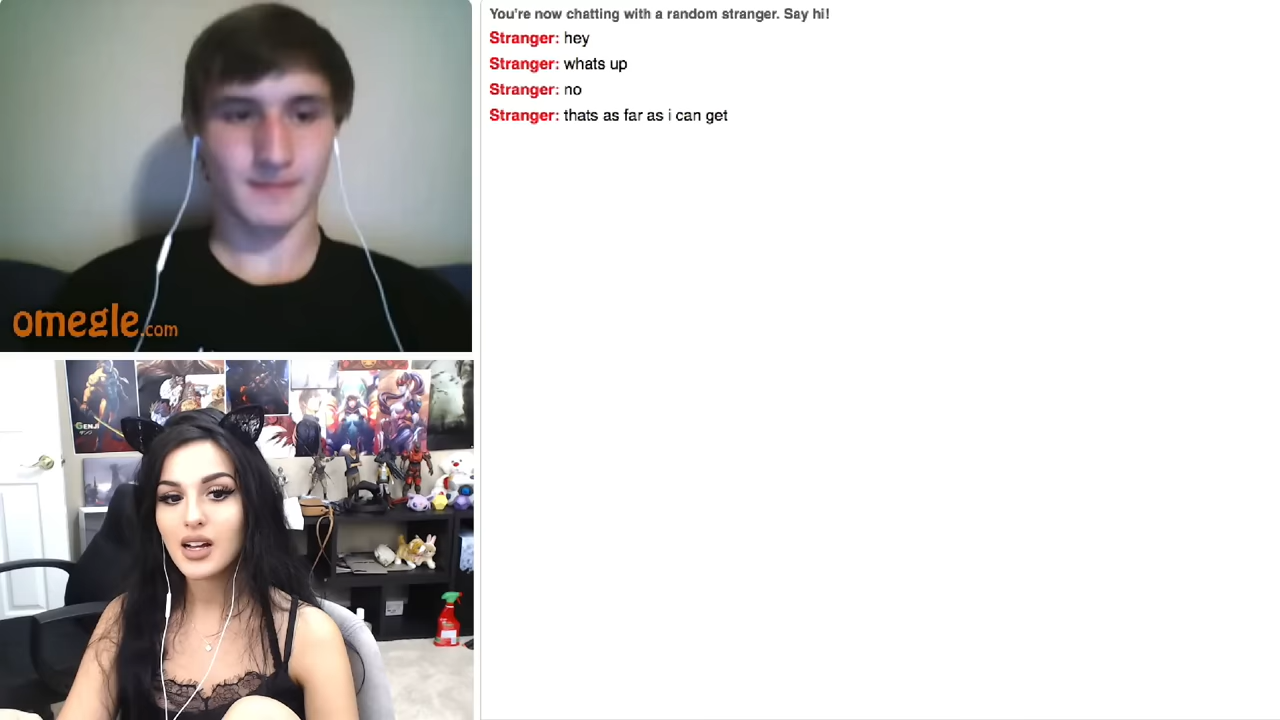 You're now chatting with a random stranger. Say hi!
Stranger: hey
Stranger: whats up
Stranger: no
Stranger: thats as far as i can get
omegle.com
GENJI